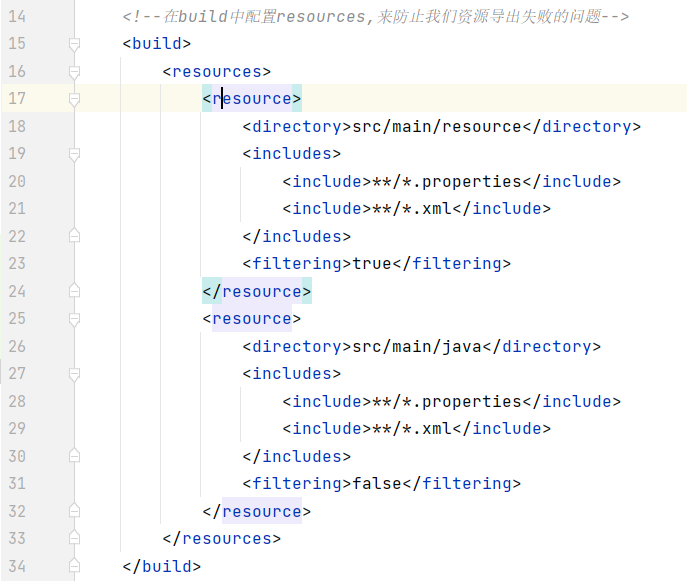 14 <!--在build中配置resources,来防止我们资源导出失败的问题-->
15 <build>
16 <resources>
17 <resource>
18 <directory>src/main/resource</directory>
19 <includes>
20 <include>**/*.properties</include>
21 <include>**/*.xml</include>
22 </includes>
23 <filtering>true</filtering>
24 </resource>
25 <resource>
26 <directory>src/main/java</directory>
27 <includes>
28 <include>**/*.properties</include>
29 <include>**/*.xml</include>
30 </includes>
31 <filtering>false</filtering>
32 </resource>
33 </resources>
34 </build>